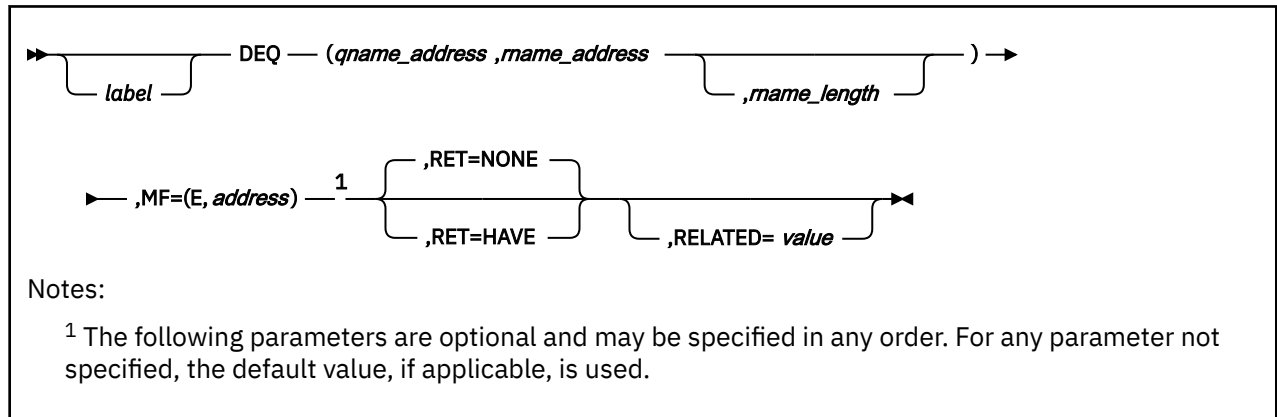 DEQ (qname_address ,rname_address )
label ,rname_length
,RET=NONE
,MF=(E, address) 1
,RET=HAVE ,RELATED= value
Notes:
1 The following parameters are optional and may be specified in any order. For any parameter not
specified, the default value, if applicable, is used.